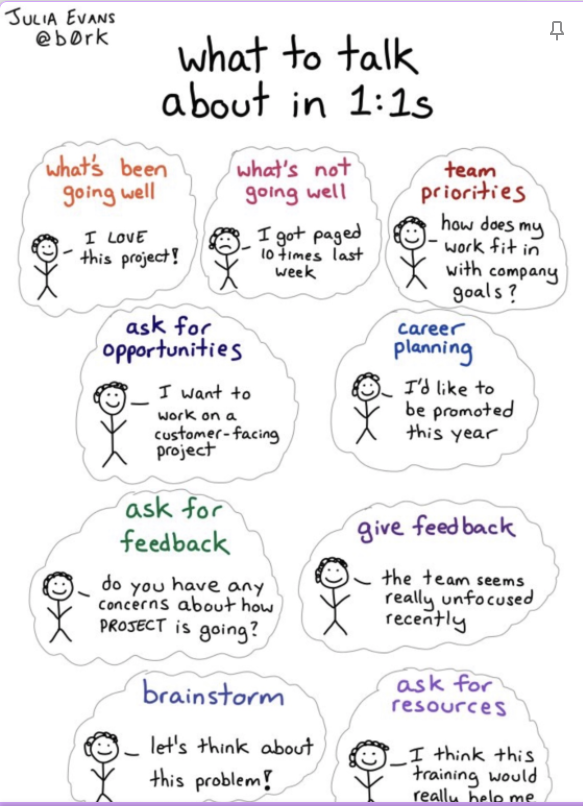 JULIA EVANS
@b0rk
what to talk
about in 1:1s
what's been
going well
I LOVE
this project!
what's not
going well
I got paged
10 times last
week
team
priorities
how does my
work fit in
with company
goals?
ask for
opportunities
I want to
work on a
customer-facing
project
career
planning
I'd like to
be promoted
this year
ask for
feedback
do you have any
concerns about how
PROJECT is going?
give feedback
the team seems
really unfocused
recently
brainstorm
let's think about
this problem!
ask for
resources
I think this
training would
really help me